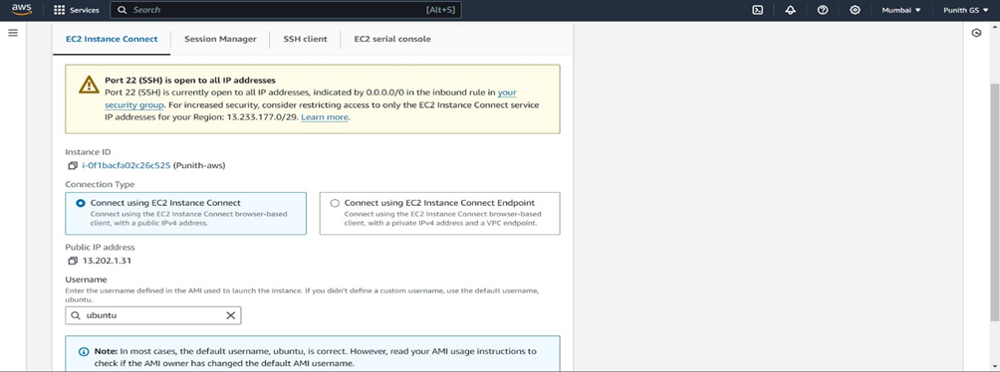 aws Services Search [Alt+S] Mumbai Punith GS
EC2 Instance Connect Session Manager SSH client EC2 serial console
Port 22 (SSH) is open to all IP addresses
Port 22 (SSH) is currently open to all IP addresses, indicated by 0.0.0.0/0 in the inbound rule in your
security group. For increased security, consider restricting access to only the EC2 Instance Connect service
IP addresses for your Region: 13.233.177.0/29. Learn more.
Instance ID
i-0f1bacfa02c26c525 (Punith-aws)
Connection Type
Connect using EC2 Instance Connect
Connect using the EC2 Instance Connect browser-based
client, with a public IPv4 address.
Connect using EC2 Instance Connect Endpoint
Connect using the EC2 Instance Connect browser-based
client, with a private IPv4 address and a VPC endpoint.
Public IP address
13.202.1.31
Username
Enter the username defined in the AMI used to launch the instance. If you didn't define a custom username, use the default username,
ubuntu.
ubuntu
Note: In most cases, the default username, ubuntu, is correct. However, read your AMI usage instructions to
check if the AMI owner has changed the default AMI username.